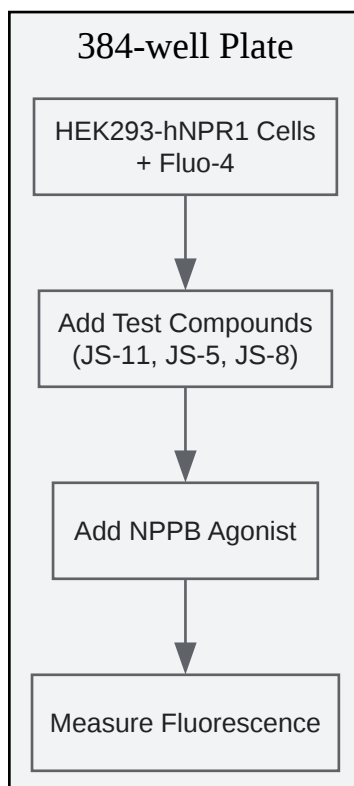 384-well Plate
HEK293-hNPR1 Cells
+ Fluo-4
Add Test Compounds
(JS-11, JS-5, JS-8)
Add NPPB Agonist
Measure Fluorescence